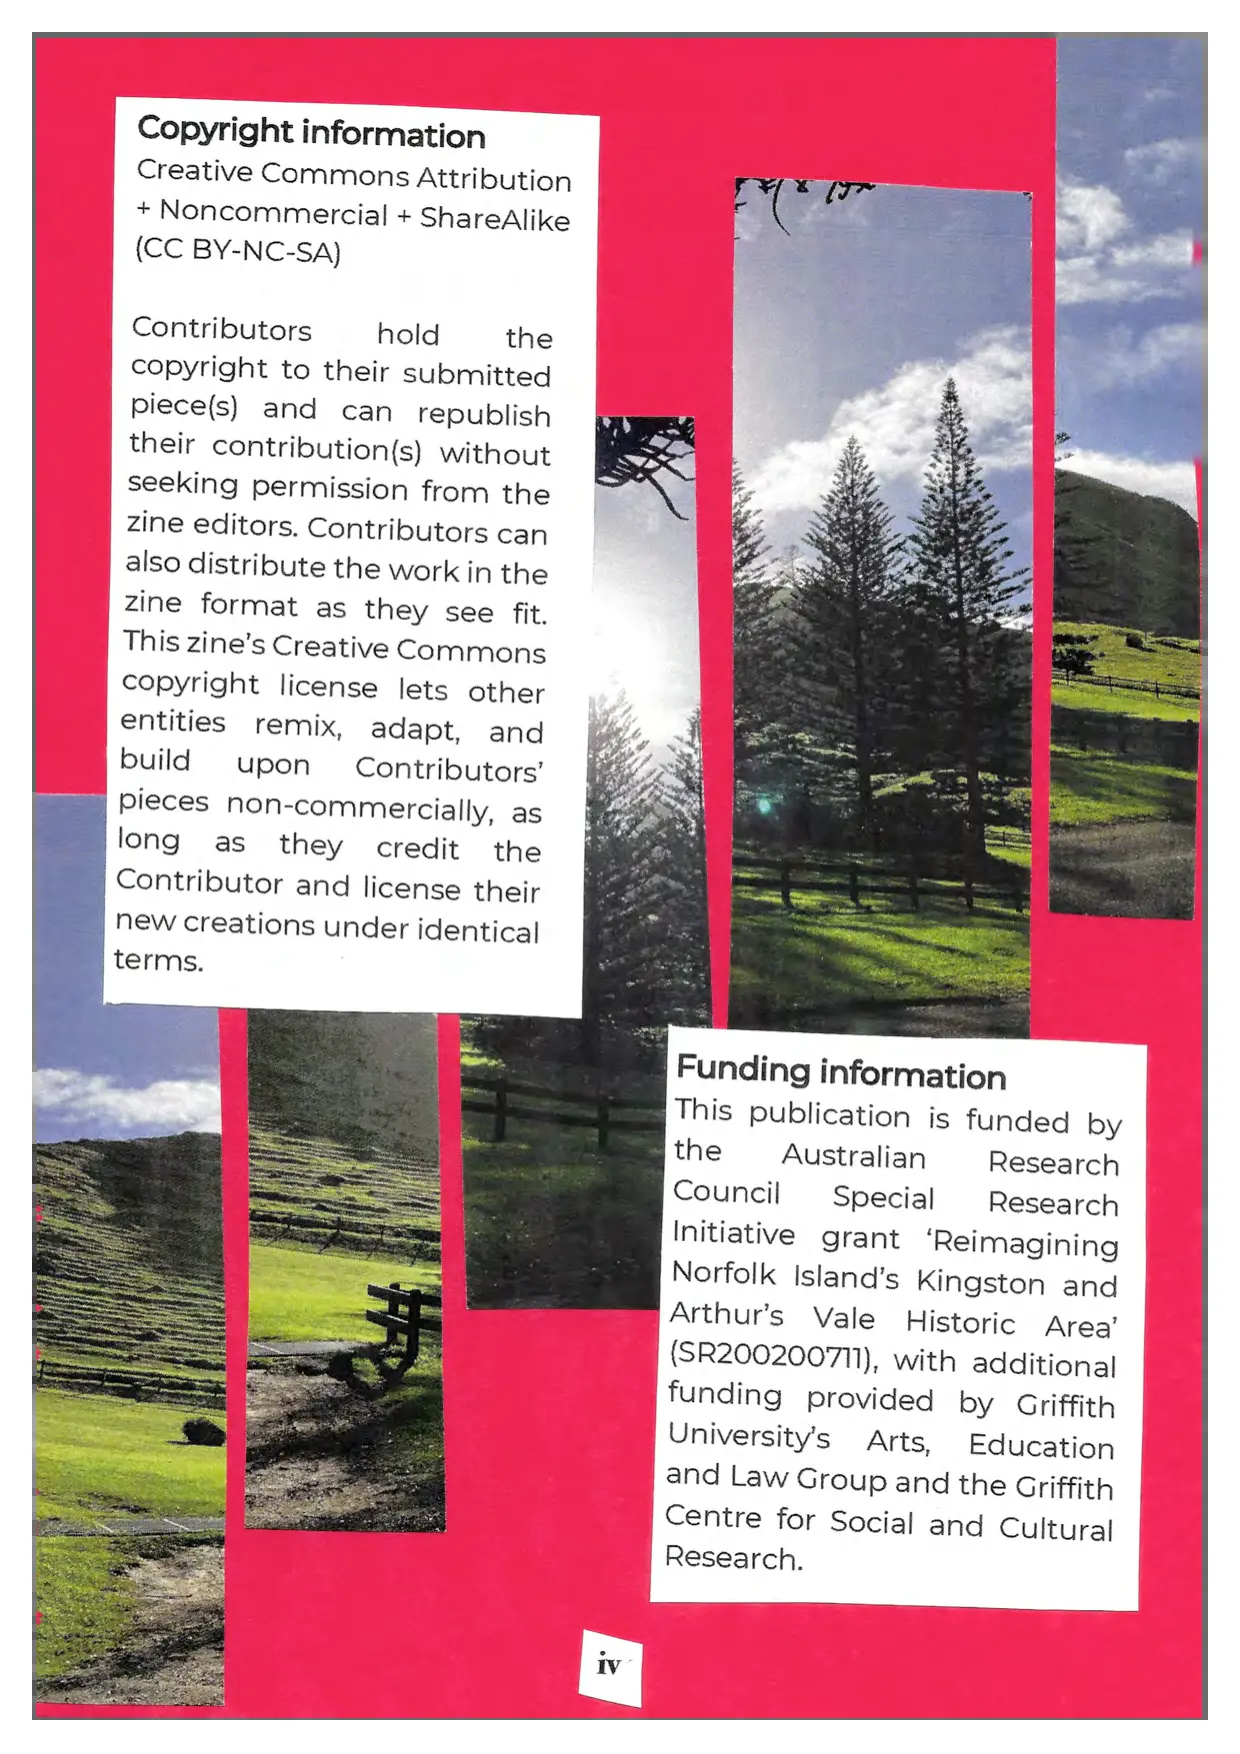 Copyright information
Creative Commons Attribution
+ Noncommercial + ShareAlike
(CC BY-NC-SA)
Contributors hold the
copyright to their submitted
piece(s) and can republish
their contribution(s) without
seeking permission from the
zine editors. Contributors can
also distribute the work in the
zine format as they see fit.
This zine's Creative Commons
copyright license lets other
entities remix, adapt, and
build upon Contributors'
pieces non-commercially, as
long as they credit the
Contributor and license their
new creations under identical
terms.
Funding information
This publication is funded by
the Australian Research
Council Special Research
Initiative grant ‘Reimagining
Norfolk Island's Kingston and
Arthur's Vale Historic Area’
(SR200200711), with additional
funding provided by Griffith
University's Arts, Education
and Law Group and the Griffith
Centre for Social and Cultural
Research.
iv